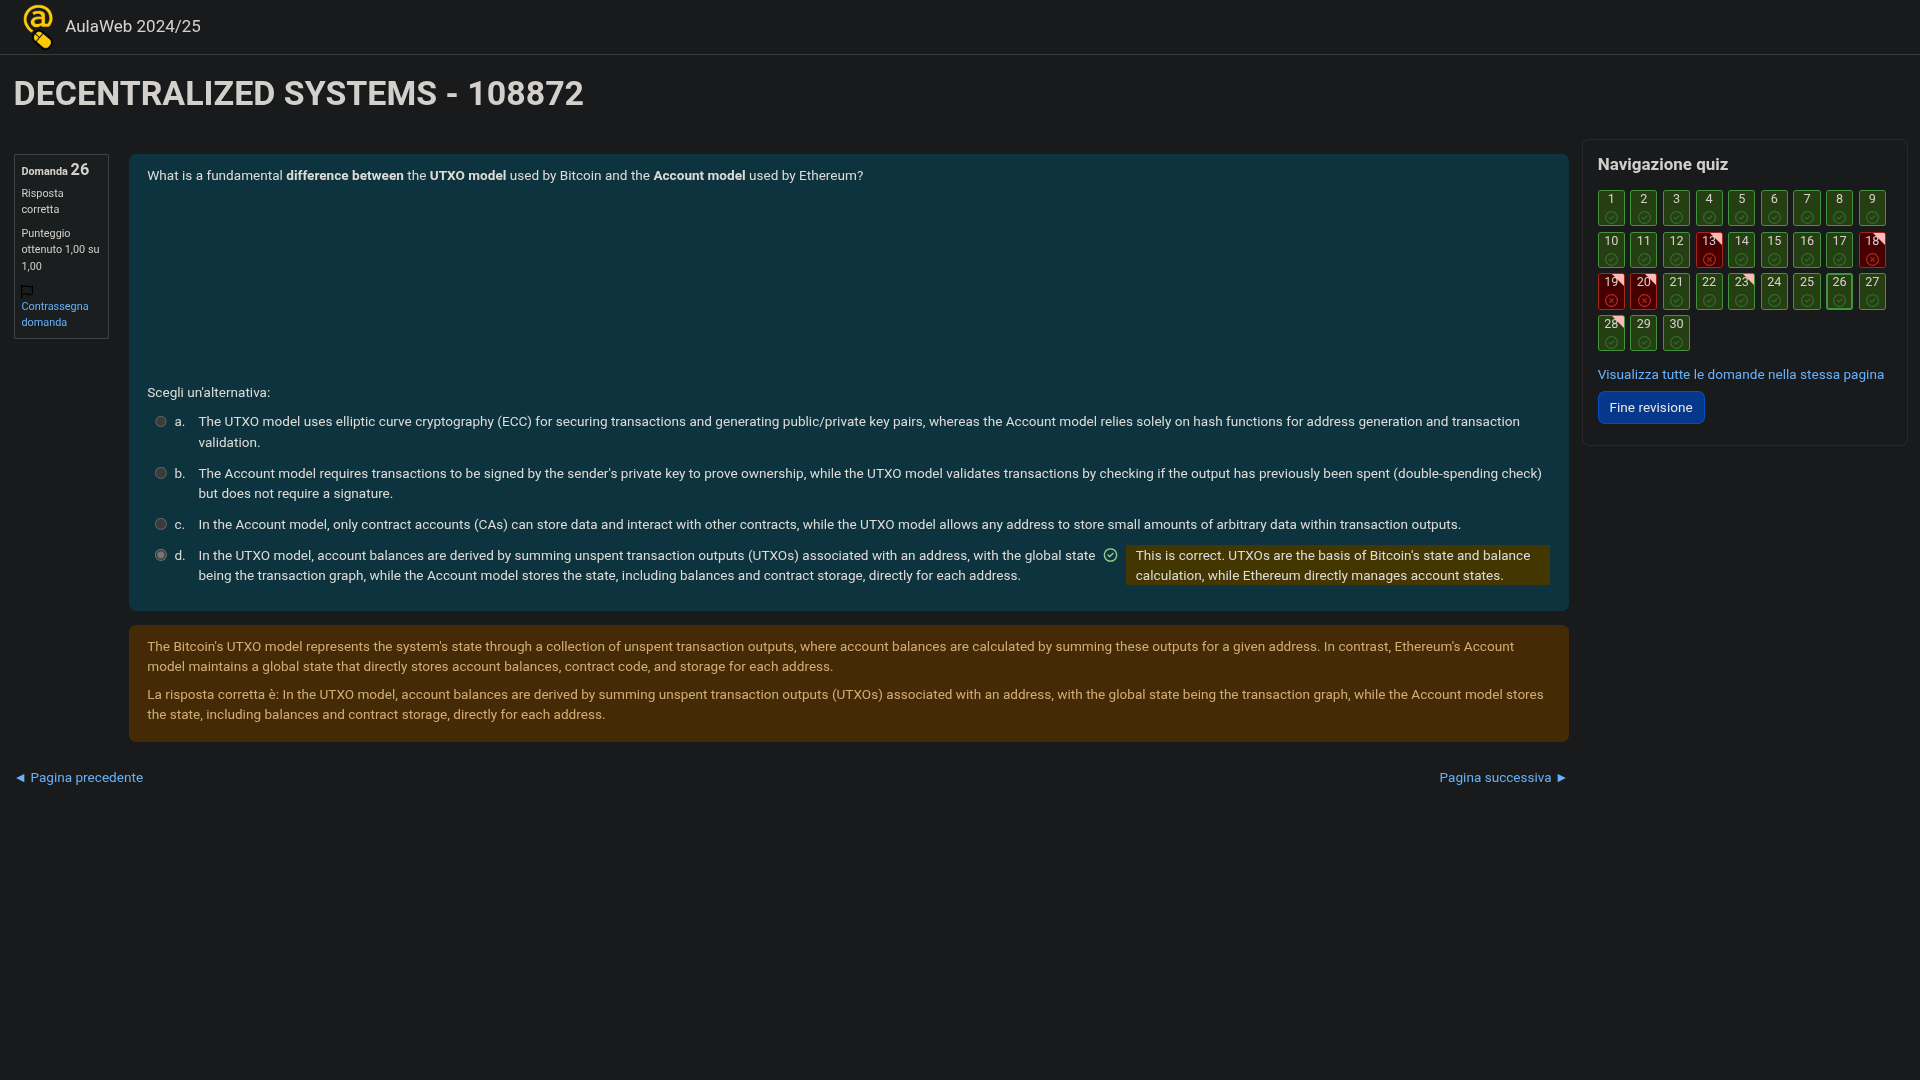 AulaWeb 2024/25
DECENTRALIZED SYSTEMS - 108872
Domanda 26
Risposta
corretta
Punteggio
ottenuto 1,00 su
1,00
Contrassegna
domanda
What is a fundamental difference between the UTXO model used by Bitcoin and the Account model used by Ethereum?
Scegli un'alternativa:
a. The UTXO model uses elliptic curve cryptography (ECC) for securing transactions and generating public/private key pairs, whereas the Account model relies solely on hash functions for address generation and transaction
validation.
b. The Account model requires transactions to be signed by the sender's private key to prove ownership, while the UTXO model validates transactions by checking if the output has previously been spent (double-spending check)
but does not require a signature.
c. In the Account model, only contract accounts (CAs) can store data and interact with other contracts, while the UTXO model allows any address to store small amounts of arbitrary data within transaction outputs.
d. In the UTXO model, account balances are derived by summing unspent transaction outputs (UTXOs) associated with an address, with the global state
being the transaction graph, while the Account model stores the state, including balances and contract storage, directly for each address.
This is correct. UTXOs are the basis of Bitcoin's state and balance
calculation, while Ethereum directly manages account states.
The Bitcoin's UTXO model represents the system's state through a collection of unspent transaction outputs, where account balances are calculated by summing these outputs for a given address. In contrast, Ethereum's Account
model maintains a global state that directly stores account balances, contract code, and storage for each address.
La risposta corretta è: In the UTXO model, account balances are derived by summing unspent transaction outputs (UTXOs) associated with an address, with the global state being the transaction graph, while the Account model stores
the state, including balances and contract storage, directly for each address.
◄ Pagina precedente
Pagina successiva ►
Navigazione quiz
1 2 3 4 5 6 7 8 9
10 11 12 13 14 15 16 17 18
19 20 21 22 23 24 25 26 27
28 29 30
Visualizza tutte le domande nella stessa pagina
Fine revisione